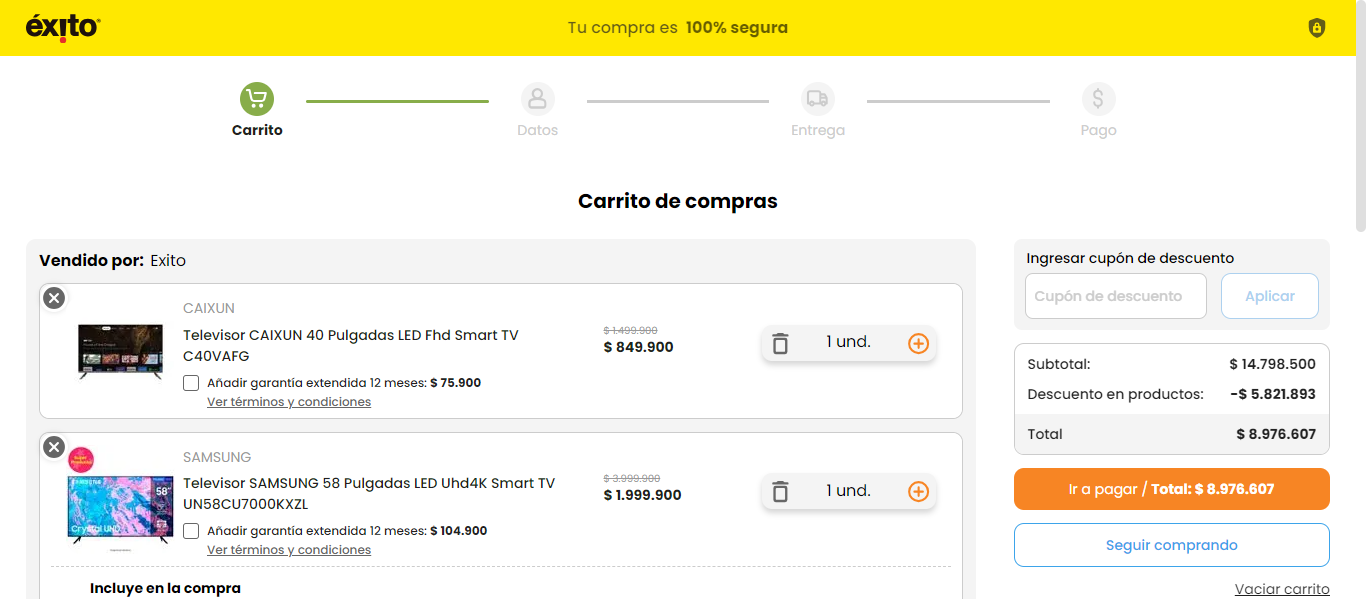 éxito
Tu compra es 100% segura
Carrito
Datos
Entrega
Pago
Carrito de compras
Vendido por: Exito
CAIXUN
Televisor CAIXUN 40 Pulgadas LED Fhd Smart TV
C40VAFG
Añadir garantía extendida 12 meses: $ 75.900
Ver términos y condiciones
$ 1.499.900
$ 849.900
1 und.
SAMSUNG
Televisor SAMSUNG 58 Pulgadas LED Uhd4K Smart TV
UN58CU7000KXZL
Añadir garantía extendida 12 meses: $ 104.900
Ver términos y condiciones
$ 3.999.900
$ 1.999.900
1 und.
58"
Crystal UHD
Incluye en la compra
Ingresar cupón de descuento
Cupón de descuento
Aplicar
Subtotal: $ 14.798.500
Descuento en productos: -$ 5.821.893
Total $ 8.976.607
Ir a pagar / Total: $ 8.976.607
Seguir comprando
Vaciar carrito